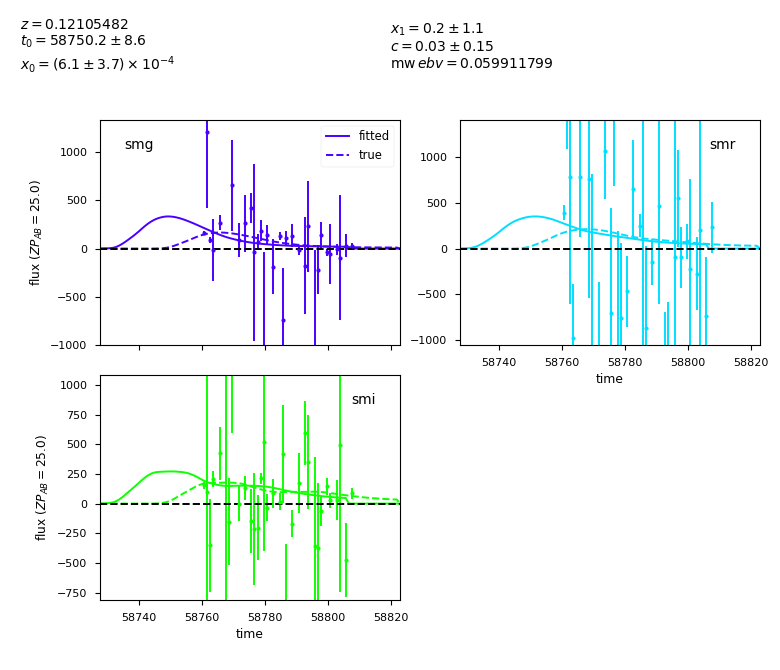 z = 0.12105482
t₀ = 58750.2 ± 8.6
x₀ = (6.1 ± 3.7) × 10⁻⁴
x₁ = 0.2 ± 1.1
c = 0.03 ± 0.15
mw ebv = 0.059911799
smg
fitted
true
1000
500
0
−500
−1000
flux (ZP_AB = 25.0)
smr
1000
500
0
−500
−1000
58740 58760 58780 58800 58820
time
smi
1000
750
500
250
0
−250
−500
−750
flux (ZP_AB = 25.0)
58740 58760 58780 58800 58820
time